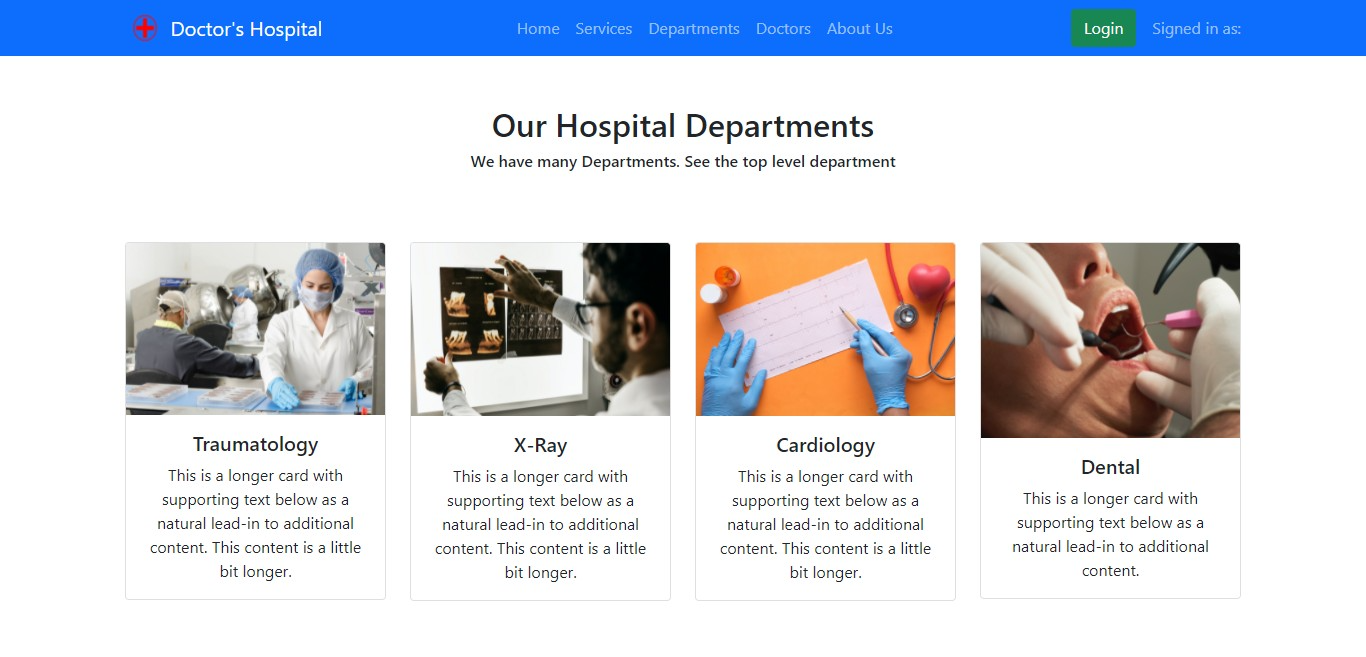 Doctor's Hospital
Home Services Departments Doctors About Us
Login Signed in as:
Our Hospital Departments
We have many Departments. See the top level department
Traumatology
This is a longer card with
supporting text below as a
natural lead-in to additional
content. This content is a little
bit longer.
X-Ray
This is a longer card with
supporting text below as a
natural lead-in to additional
content. This content is a little
bit longer.
Cardiology
This is a longer card with
supporting text below as a
natural lead-in to additional
content. This content is a little
bit longer.
Dental
This is a longer card with
supporting text below as a
natural lead-in to additional
content.